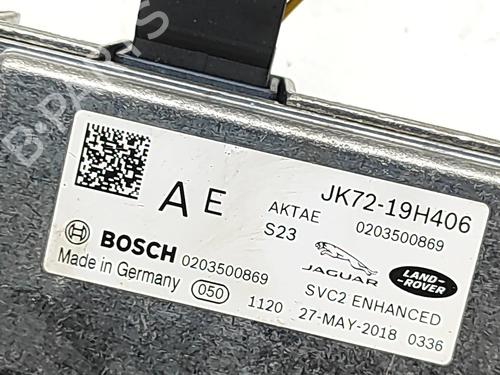 B-PARTS
A E
JK72-19H406
AKTAE 0203500869
S23
JAGUAR
LAND-
ROVER
BOSCH 0203500869
SVC2 ENHANCED
Made in Germany 050 1120 27-MAY-2018 0336